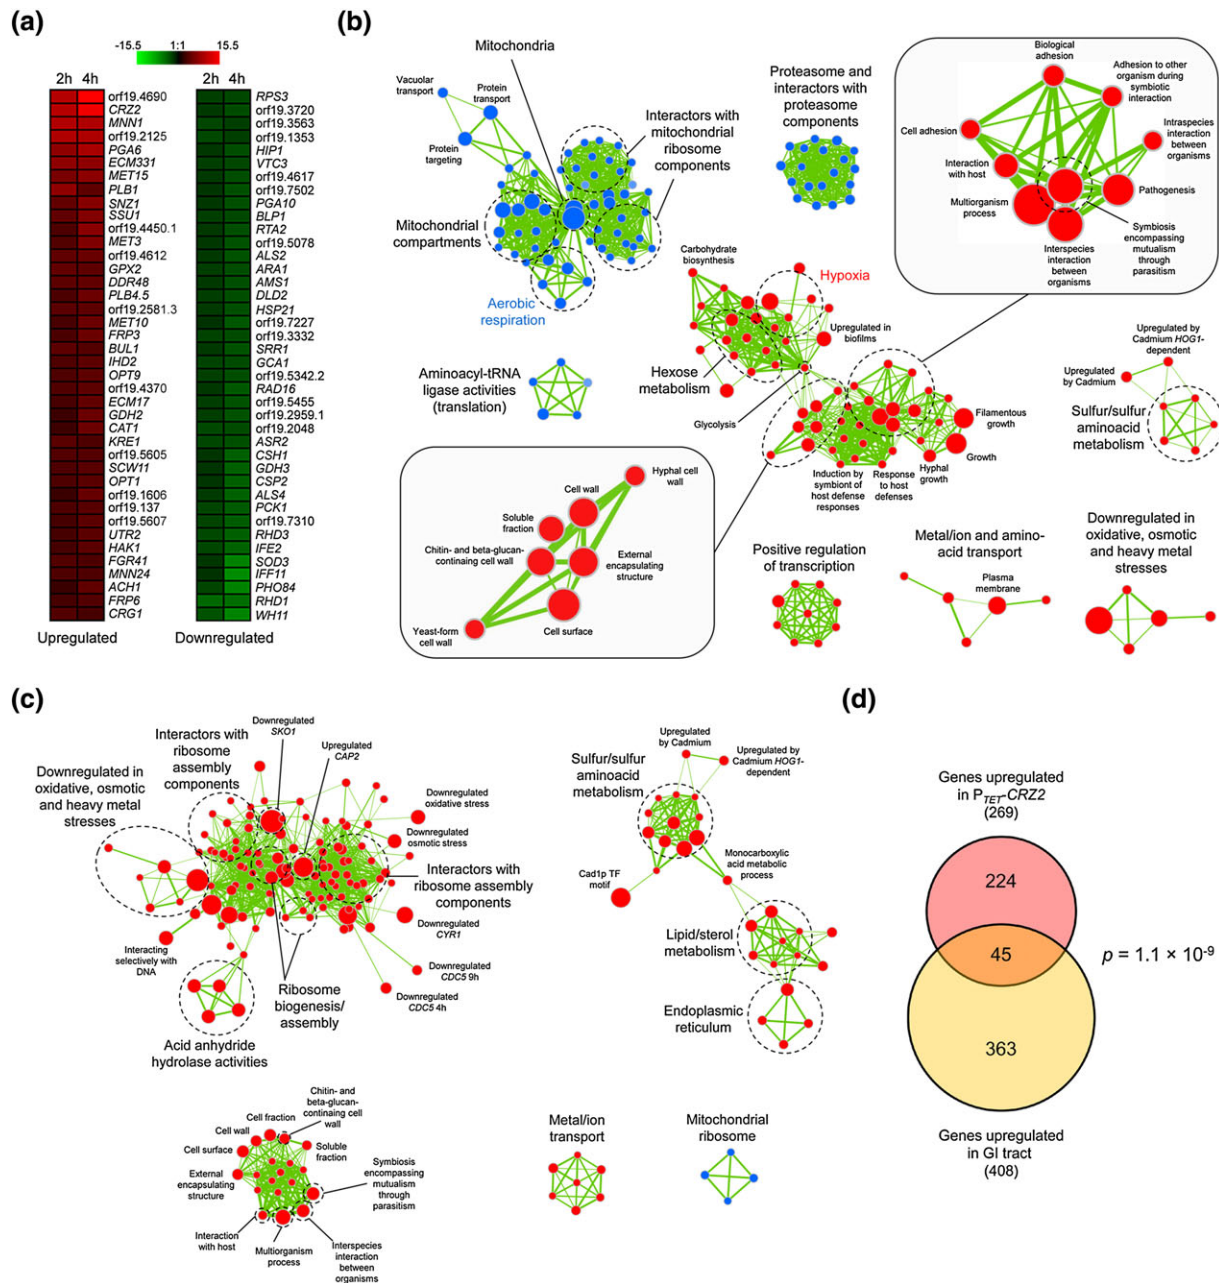 (a)
-15.5 1:1 15.5
2h 4h
orf19.4690
CRZ2
MNN1
orf19.2125
PGA6
ECM331
MET15
PLB1
SNZ1
SSU1
orf19.4450.1
MET3
orf19.4612
GPX2
DDR48
PLB4.5
orf19.2581.3
MET10
FRP3
BUL1
IHD2
OPT9
orf19.4370
ECM17
GDH2
CAT1
KRE1
orf19.5605
SCW11
OPT1
orf19.1606
orf19.137
orf19.5607
UTR2
HAK1
FGR41
MNN24
ACH1
FRP6
CRG1
Upregulated
2h 4h
RPS3
orf19.3720
orf19.3563
orf19.1353
HIP1
VTC3
orf19.4617
orf19.7502
PGA10
BLP1
RTA2
orf19.5078
ALS2
ARA1
AMS1
DLD2
HSP21
orf19.7227
orf19.3332
SRR1
GCA1
orf19.5342.2
RAD16
orf19.5455
orf19.2959.1
orf19.2048
ASR2
CSH1
GDH3
CSP2
ALS4
PCK1
orf19.7310
RHD3
IFE2
SOD3
IFF11
PHO84
RHD1
WH11
Downregulated
(b)
Mitochondria
Vacuolar
transport
Protein
transport
Protein
targeting
Interactors with
mitochondrial
ribosome
components
Mitochondrial
compartments
Aerobic
respiration
Proteasome and
interactors with
proteasome
components
Biological
adhesion
Adhesion to other
organism during
symbiotic
interaction
Cell adhesion
Intraspecies
interaction
between
organisms
Interaction
with host
Pathogenesis
Multiorganism
process
Symbiosis
encompassing
mutualism
through
parasitism
Interspecies
interaction
between
organisms
Carbohydrate
biosynthesis
Hypoxia
Upregulated in
biofilms
Hexose
metabolism
Glycolysis
Aminoacyl-tRNA
ligase activities
(translation)
Filamentous
growth
Growth
Hyphal
growth
Induction by
symbiont of
host defense
responses
Response
to host
defenses
Upregulated by
Cadmium HOG1-
dependent
Upregulated
by Cadmium
Sulfur/sulfur
aminoacid
metabolism
Hyphal cell
wall
Cell wall
Soluble
fraction
Chitin- and beta-glucan-
continaing cell wall
External
encapsulating
structure
Yeast-form
cell wall
Cell surface
Positive regulation
of transcription
Metal/ion and amino-
acid transport
Plasma
membrane
Downregulated in
oxidative, osmotic
and heavy metal
stresses
(c)
Downregulated
SKO1
Interactors with
ribosome
assembly
components
Upregulated
CAP2
Downregulated in
oxidative, osmotic
and heavy metal
stresses
Downregulated
oxidative stress
Downregulated
osmotic stress
Interactors with
ribosome assembly
components
Downregulated
CYR1
Interacting
selectively with
DNA
Downregulated
CDC5 9h
Downregulated
CDC5 4h
Ribosome
biogenesis/
assembly
Acid anhydride
hydrolase activities
Upregulated
by Cadmium
Upregulated by
Cadmium HOG1-
dependent
Sulfur/sulfur
aminoacid
metabolism
Monocarboxylic
acid metabolic
process
Cad1p TF
motif
Lipid/sterol
metabolism
Endoplasmic
reticulum
Chitin- and
beta-glucan-
continaing cell
wall
Cell fraction
Cell wall
Cell surface
Soluble
fraction
External
encapsulating
structure
Symbiosis
encompassing
mutualism
through
parasitism
Interaction
with host
Multiorganism
process
Interspecies
interaction
between
organisms
Metal/ion
transport
Mitochondrial
ribosome
(d)
Genes upregulated
in PTET-CRZ2
(269)
224
45
p = 1.1 × 10-9
363
Genes upregulated
in GI tract
(408)